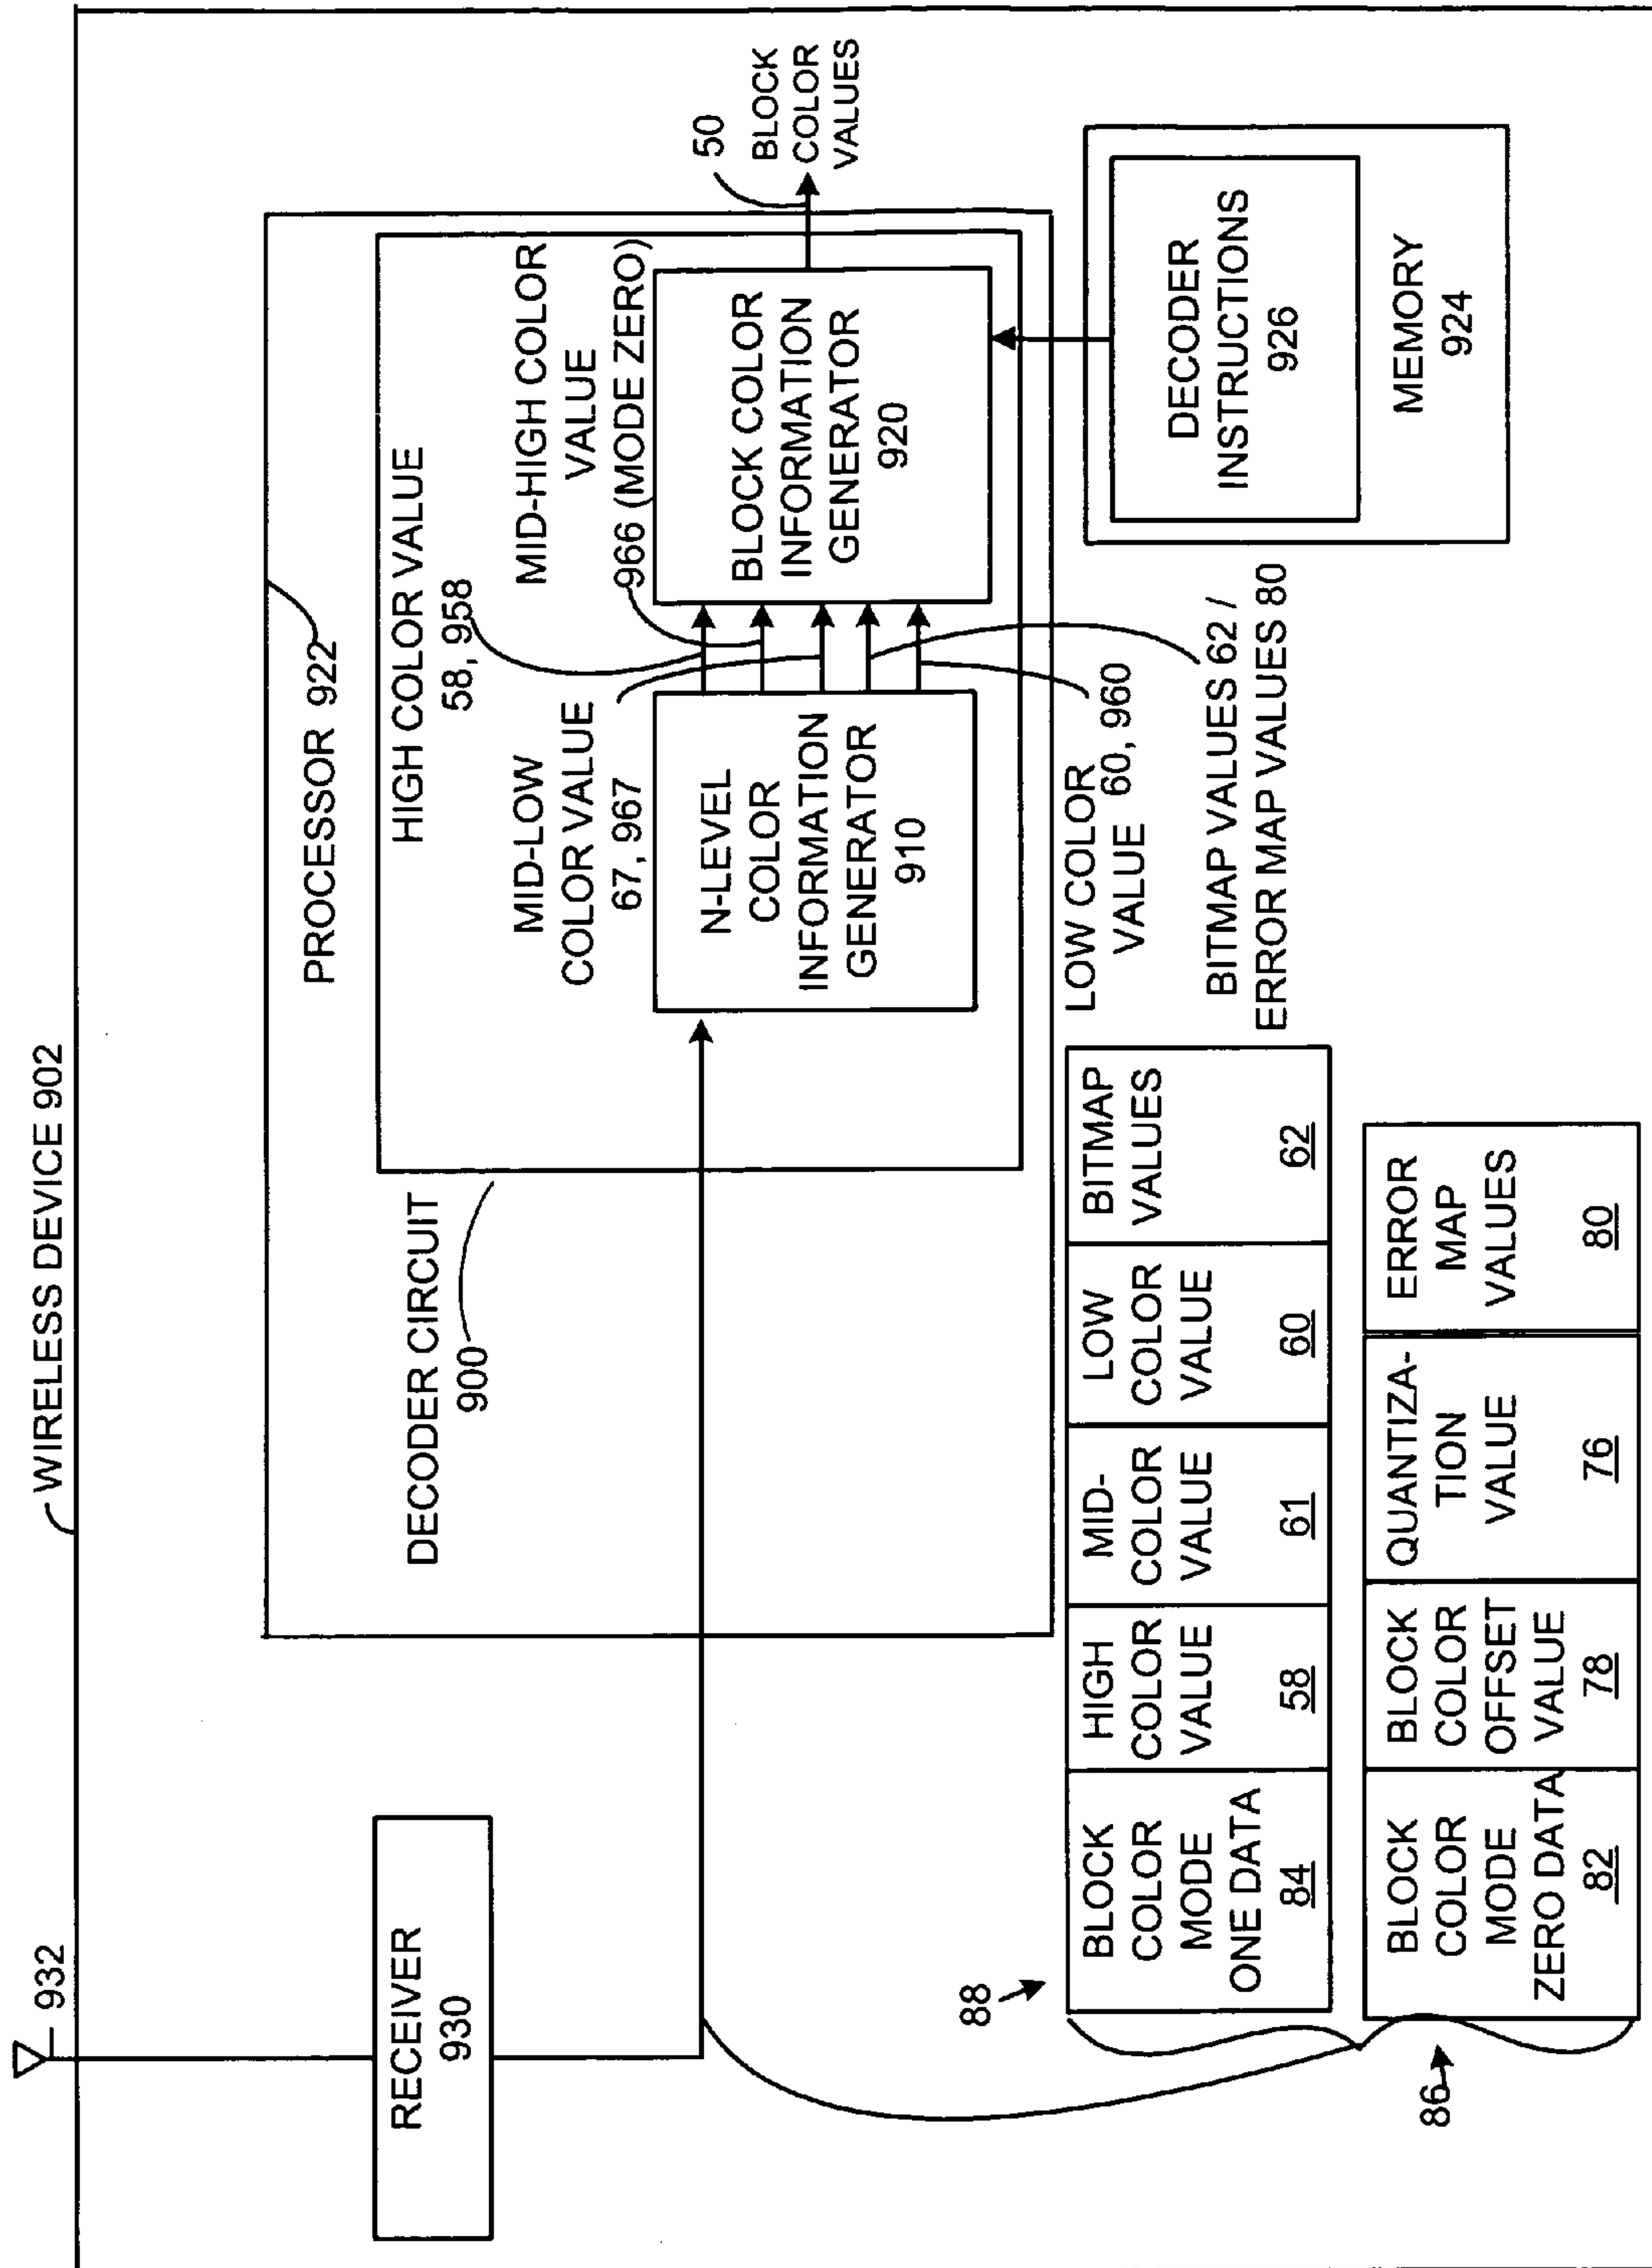 WIRELESS DEVICE 902
932
RECEIVER
930
PROCESSOR 922
DECODER CIRCUIT
900
HIGH COLOR VALUE
58, 958
MID-LOW
COLOR VALUE
67, 967
MID-HIGH COLOR
VALUE
966 (MODE ZERO)
N-LEVEL
COLOR
INFORMATION
GENERATOR
910
BLOCK COLOR
INFORMATION
GENERATOR
920
50
BLOCK
COLOR
VALUES
LOW COLOR
VALUE 60, 960
BITMAP VALUES 62 /
ERROR MAP VALUES 80
DECODER
INSTRUCTIONS
926
MEMORY
924
88
BLOCK
COLOR
MODE
ONE DATA
84
HIGH
COLOR
VALUE
58
MID-
COLOR
VALUE
61
LOW
COLOR
VALUE
60
BITMAP
VALUES
62
86
BLOCK
COLOR
MODE
ZERO DATA
82
BLOCK
COLOR
OFFSET
VALUE
78
QUANTIZA-
TION
VALUE
76
ERROR
MAP
VALUES
80